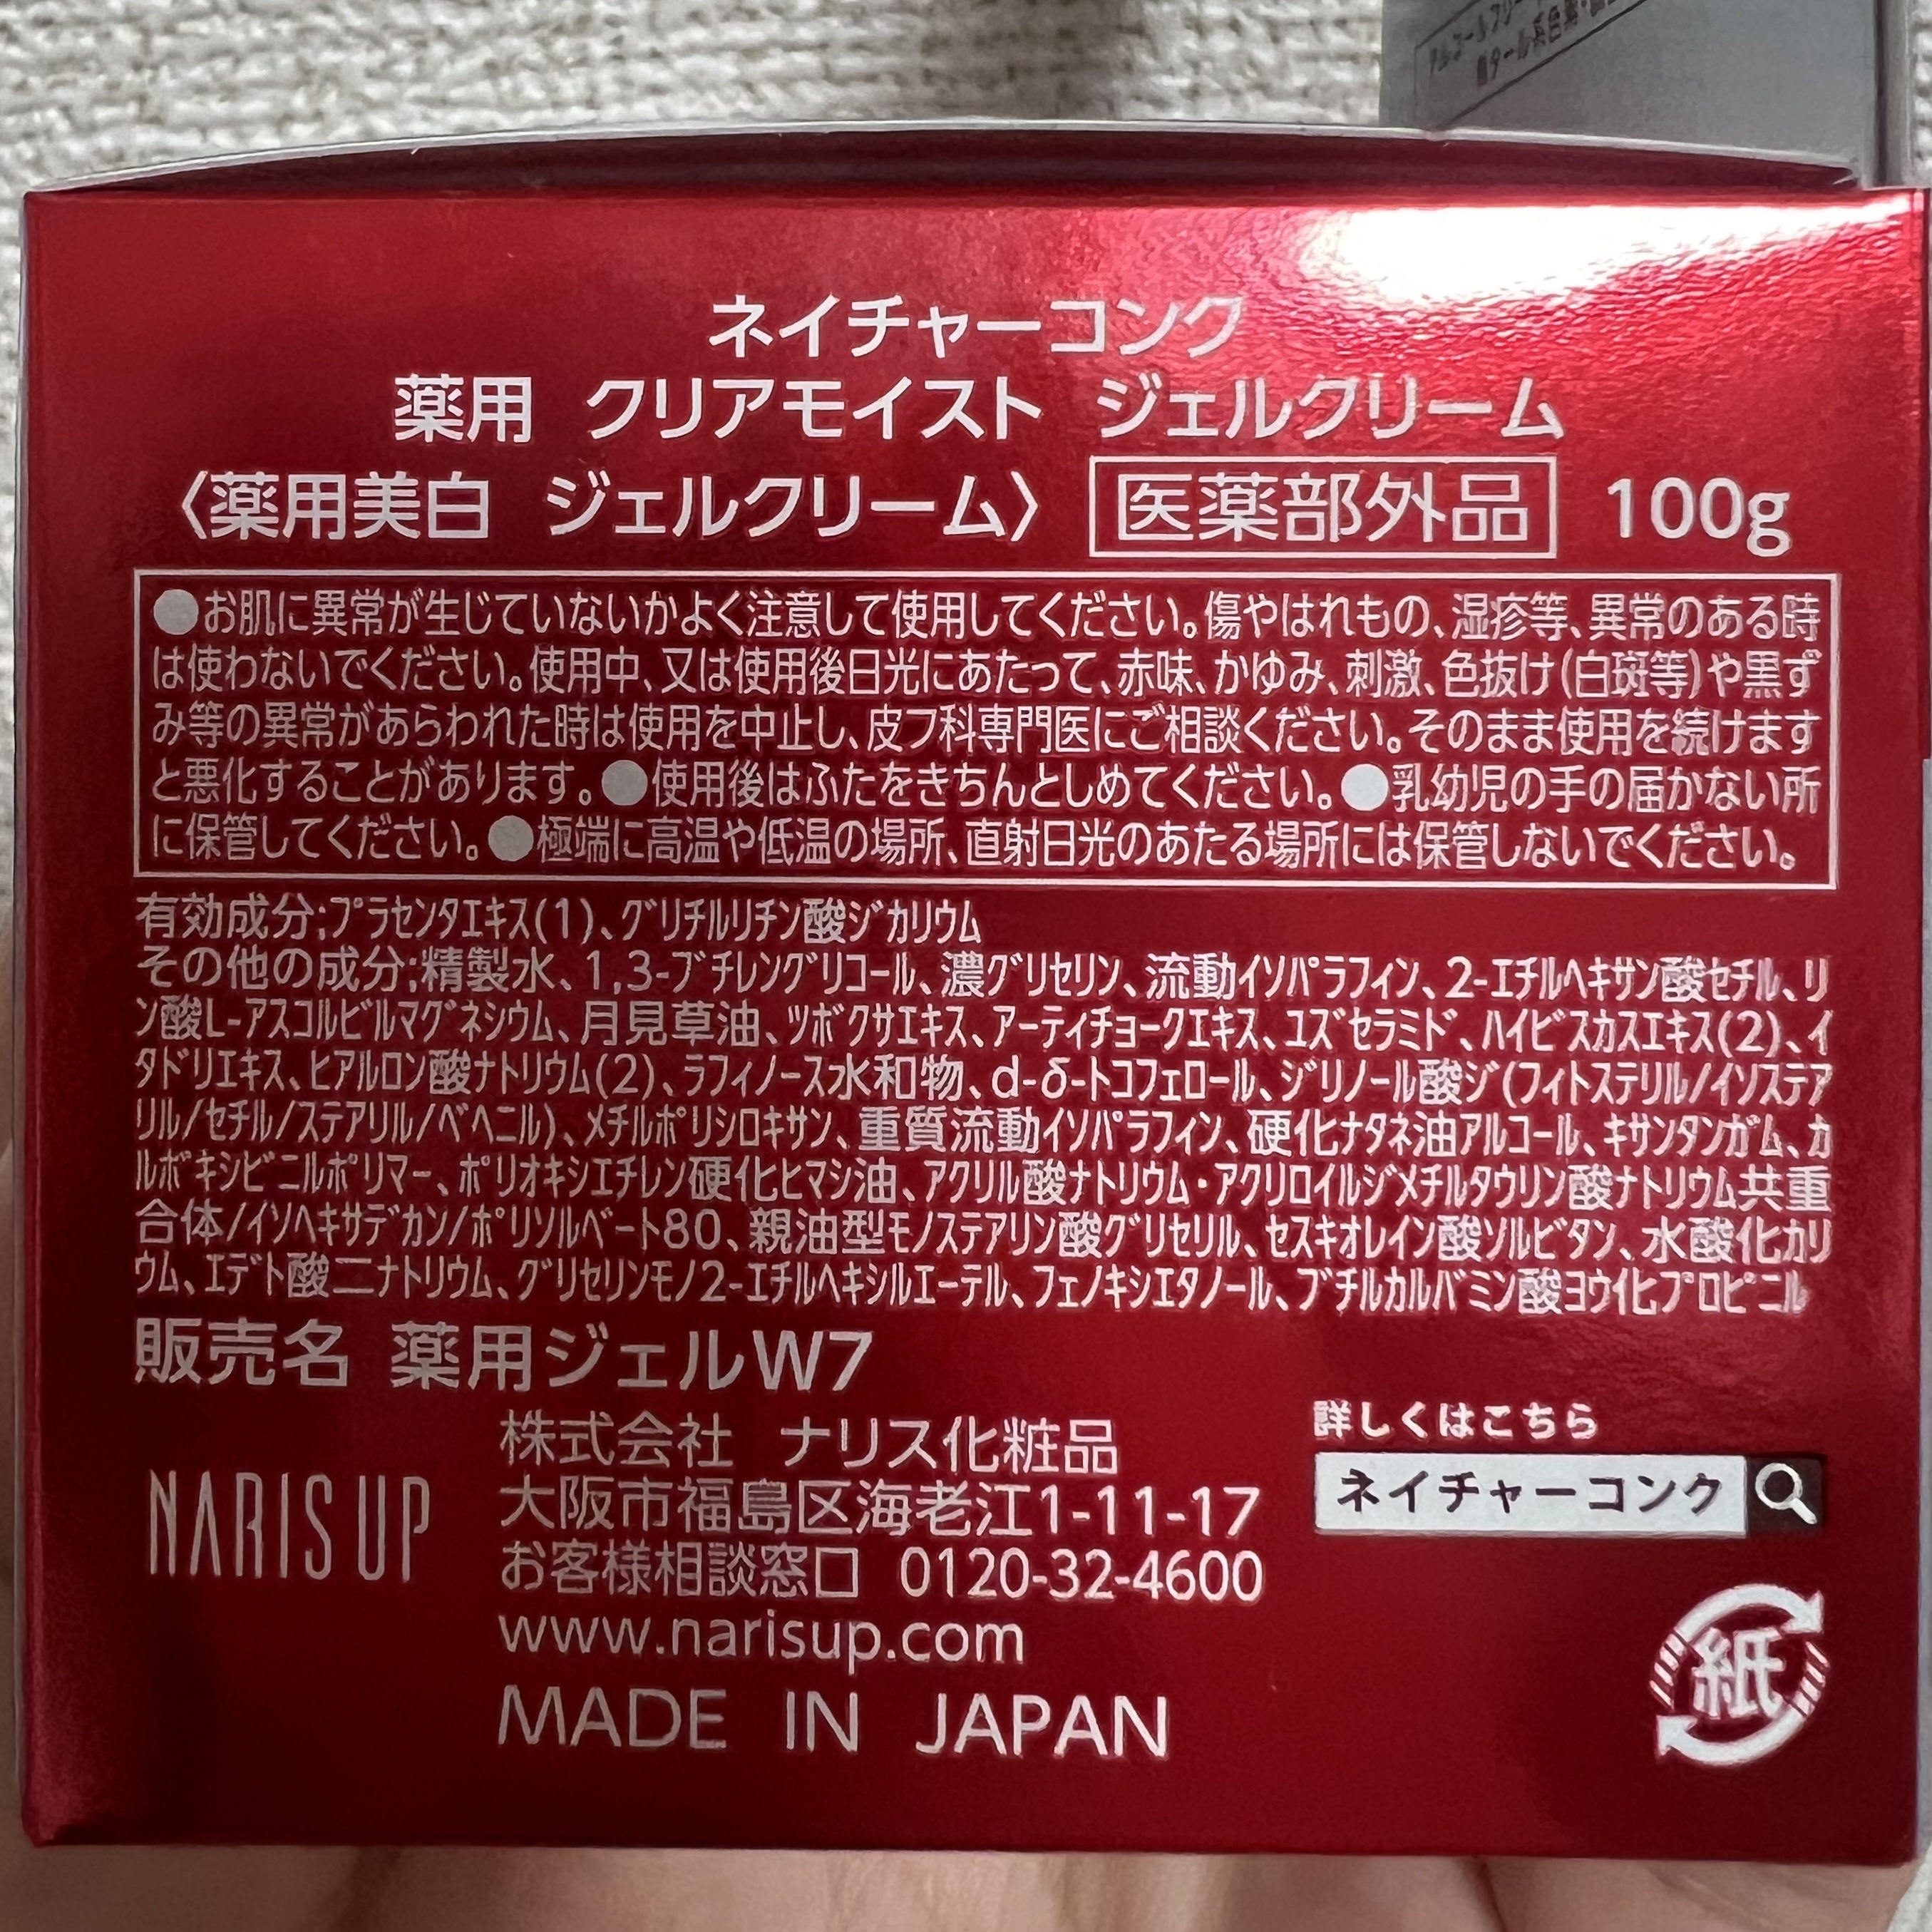 ネイチャーコンク
薬用 クリアモイスト ジェルクリーム
〈薬用美白 ジェルクリーム〉 医薬部外品 100g
●お肌に異常が生じていないかよく注意して使用してください。傷やはれもの、湿疹等、異常のある時
は使わないでください。使用中、又は使用後日光にあたって、赤味、かゆみ、刺激、色抜け(白斑等)や黒ず
み等の異常があらわれた時は使用を中止し、皮フ科専門医にご相談ください。そのまま使用を続けます
と悪化することがあります。●使用後はふたをきちんとしめてください。●乳幼児の手の届かない所
に保管してください。●極端に高温や低温の場所、直射日光のあたる場所には保管しないでください。
有効成分;プラセンタエキス(1)、グリチルリチン酸ジカリウム
その他の成分;精製水、1,3-ブチレングリコール、濃グリセリン、流動イソパラフィン、2-エチルヘキサン酸セチル、リ
ン酸L-アスコルビルマグネシウム、月見草油、ツボクサエキス、アーティチョークエキス、ユズセラミド、ハイビスカスエキス(2)、イ
タドリエキス、ヒアルロン酸ナトリウム(2)、ラフィノース水和物、d-δ-トコフェロール、ジリノール酸ジ(フィトステリル/イソステア
リル/セチル/ステアリル/ベヘニル)、メチルポリシロキサン、重質流動イソパラフィン、硬化ナタネ油アルコール、キサンタンガム、カ
ルボキシビニルポリマー、ポリオキシエチレン硬化ヒマシ油、アクリル酸ナトリウム・アクリロイルジメチルタウリン酸ナトリウム共重
合体/イソヘキサデカン/ポリソルベート80、親油型モノステアリン酸グリセリル、セスキオレイン酸ソルビタン、水酸化カリ
ウム、エデト酸二ナトリウム、グリセリンモノ2-エチルヘキシルエーテル、フェノキシエタノール、ブチルカルバミン酸ヨウ化プロピニル
販売名 薬用ジェルW7
NARIS UP
株式会社 ナリス化粧品
大阪市福島区海老江1-11-17
お客様相談窓口 0120-32-4600
www.narisup.com
MADE IN JAPAN
詳しくはこちら
ネイチャーコンク
紙